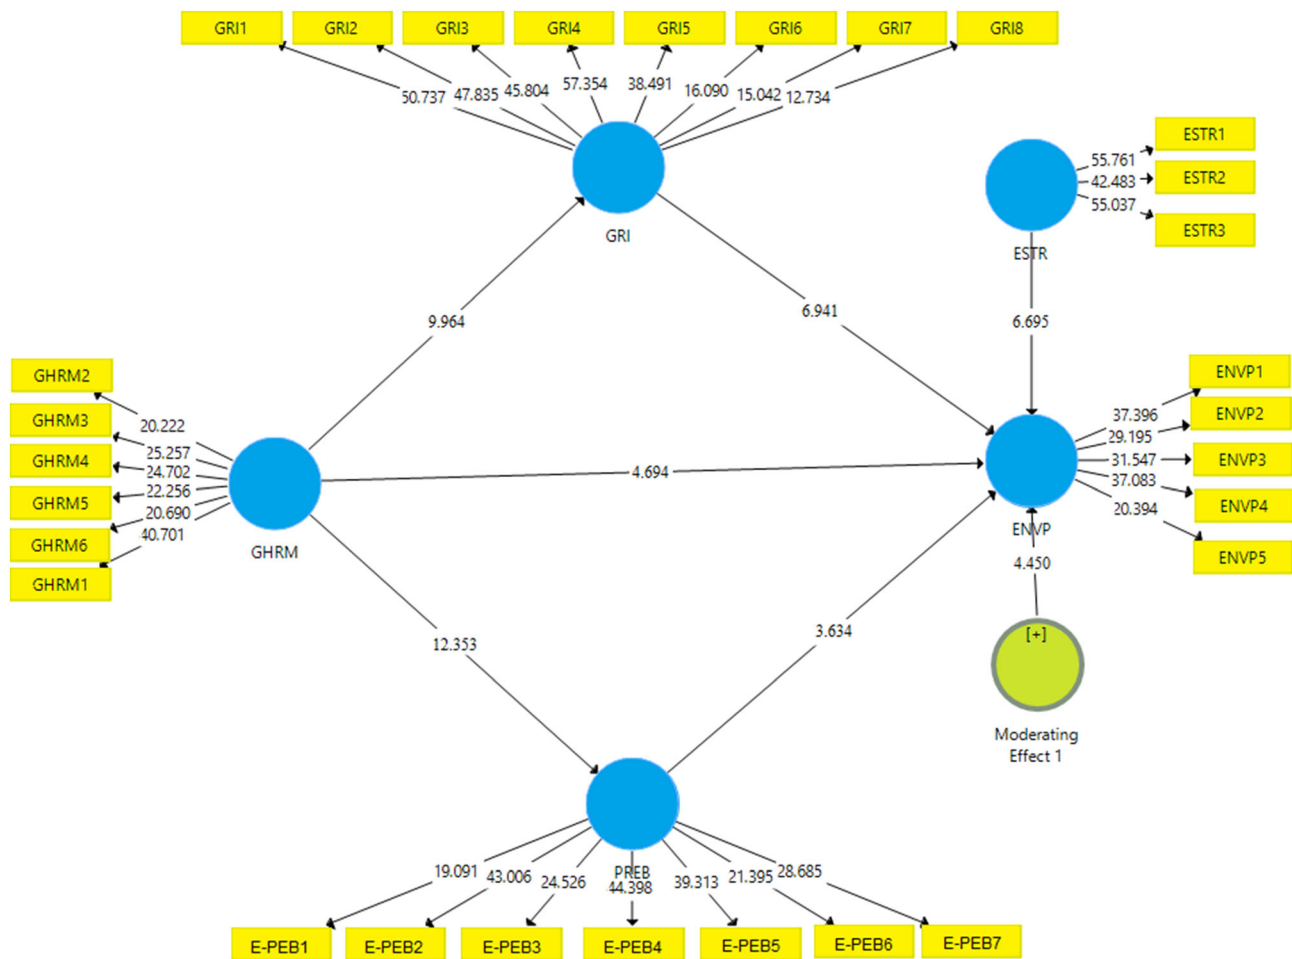 GRI1 GRI2 GRI3 GRI4 GRI5 GRI6 GRI7 GRI8
50.737 47.835 45.804 57.354 38.491 16.090 15.042 12.734
GRI
ESTR1
55.761
42.483 ESTR2
55.037
ESTR3
ESTR
9.964
6.941
6.695
GHRM2
20.222
GHRM3
25.257
GHRM4
24.702
22.256
GHRM5
20.690
GHRM6
40.701
GHRM1
GHRM
4.694
ENVP1
37.396
ENVP2
29.195
31.547 ENVP3
37.083
ENVP4
20.394
ENVP5
ENVP
4.450
[+]
Moderating
Effect 1
12.353
3.634
PREB
19.091 43.006 24.526 44.398 39.313 21.395 28.685
E-PEB1 E-PEB2 E-PEB3 E-PEB4 E-PEB5 E-PEB6 E-PEB7